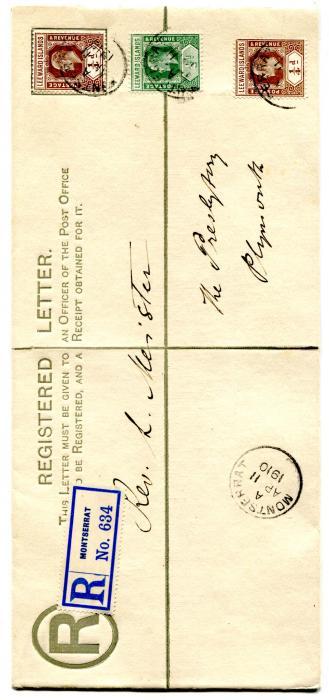 REGISTERED LETTER.
THIS LETTER MUST BE GIVEN TO AN OFFICER OF THE POST OFFICE
TO BE REGISTERED, AND A RECEIPT OBTAINED FOR IT.
R
R
MONTSERRAT
No. 634
Rev. L. Meister
The Presbytery
Plymouth
MONTSERRAT
A
AP 11
1910
LEEWARD ISLANDS
POSTAGE & REVENUE
LEEWARD ISLANDS
POSTAGE & REVENUE
LEEWARD ISLANDS
POSTAGE & REVENUE